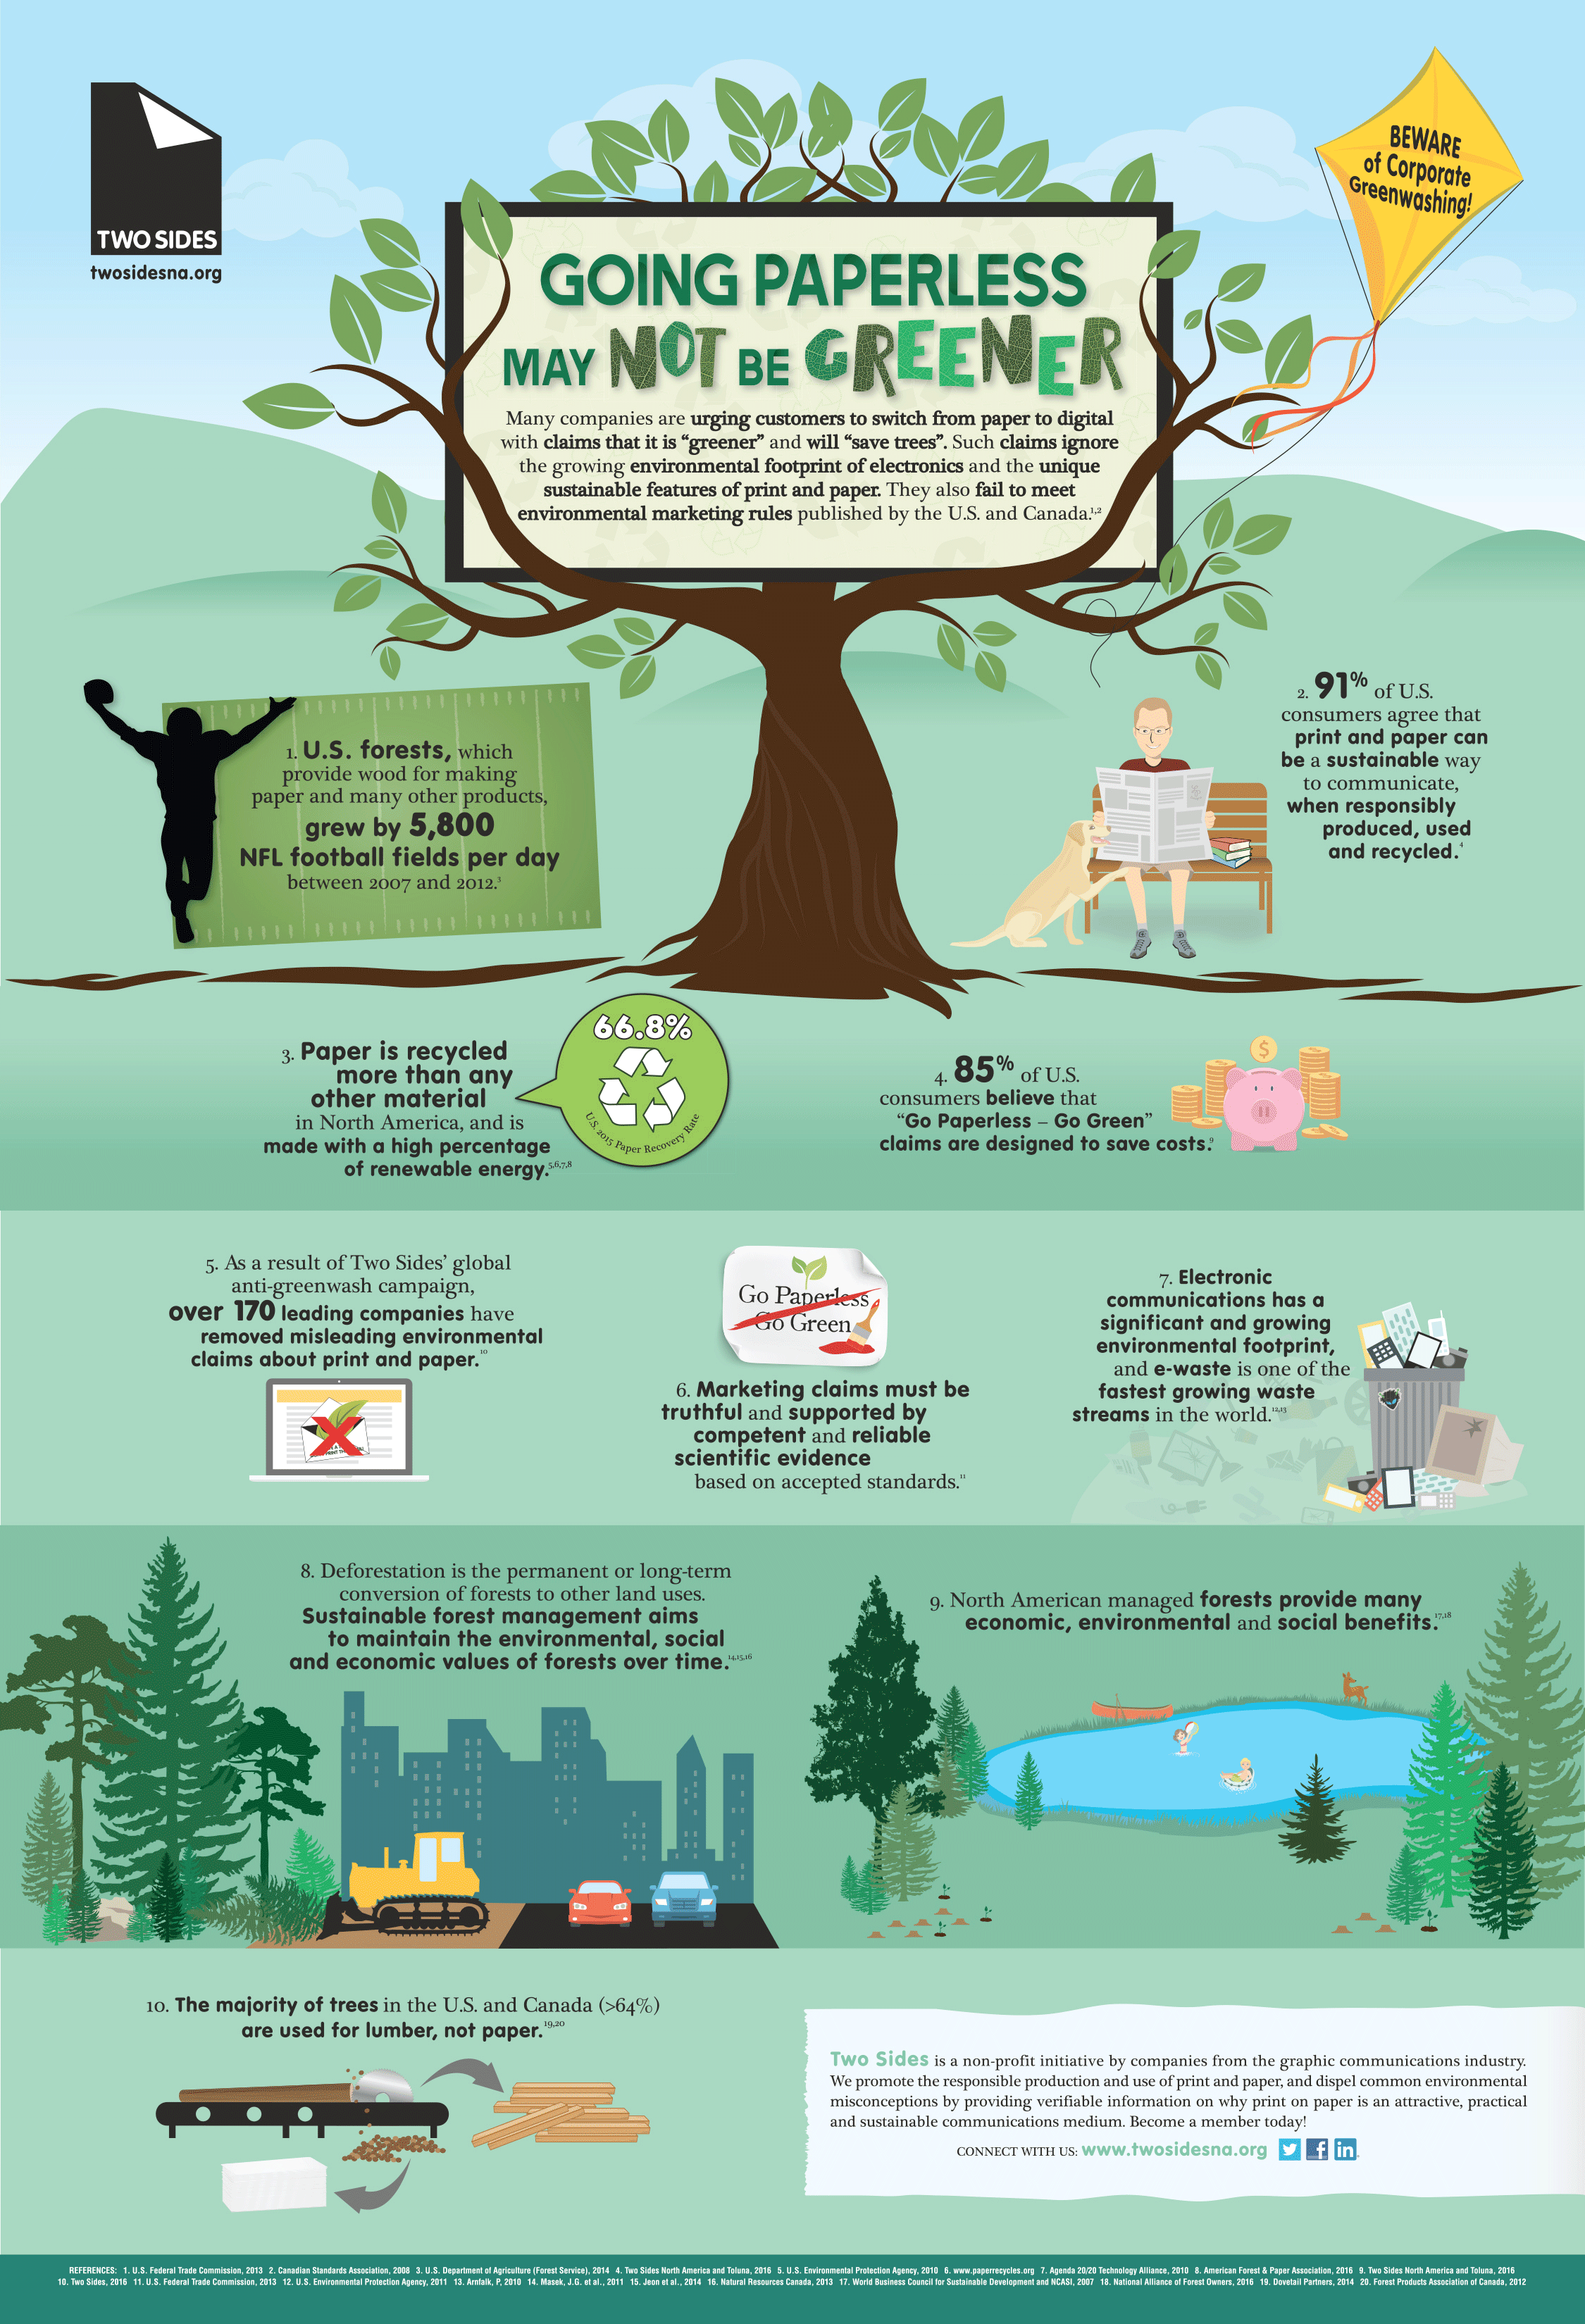 TWO SIDES
twosidesna.org
BEWARE
of Corporate
Greenwashing!
GOING PAPERLESS
MAY NOT BE GREENER
Many companies are urging customers to switch from paper to digital
with claims that it is “greener” and will “save trees”. Such claims ignore
the growing environmental footprint of electronics and the unique
sustainable features of print and paper. They also fail to meet
environmental marketing rules published by the U.S. and Canada.1,2
1. U.S. forests, which
provide wood for making
paper and many other products,
grew by 5,800
NFL football fields per day
between 2007 and 2012.3
2. 91% of U.S.
consumers agree that
print and paper can
be a sustainable way
to communicate,
when responsibly
produced, used
and recycled.4
3. Paper is recycled
more than any
other material
in North America, and is
made with a high percentage
of renewable energy.5,6,7,8
66.8%
U.S. 2015 Paper Recovery Rate
4. 85% of U.S.
consumers believe that
“Go Paperless – Go Green”
claims are designed to save costs.9
$
5. As a result of Two Sides’ global
anti-greenwash campaign,
over 170 leading companies have
removed misleading environmental
claims about print and paper.10
Go Paperless
Go Green
6. Marketing claims must be
truthful and supported by
competent and reliable
scientific evidence
based on accepted standards.11
7. Electronic
communications has a
significant and growing
environmental footprint,
and e-waste is one of the
fastest growing waste
streams in the world.12,13
8. Deforestation is the permanent or long-term
conversion of forests to other land uses.
Sustainable forest management aims
to maintain the environmental, social
and economic values of forests over time.14,15,16
9. North American managed forests provide many
economic, environmental and social benefits.17,18
10. The majority of trees in the U.S. and Canada (>64%)
are used for lumber, not paper.19,20
Two Sides is a non-profit initiative by companies from the graphic communications industry.
We promote the responsible production and use of print and paper, and dispel common environmental
misconceptions by providing verifiable information on why print on paper is an attractive, practical
and sustainable communications medium. Become a member today!
CONNECT WITH US: www.twosidesna.org
REFERENCES: 1. U.S. Federal Trade Commission, 2013 2. Canadian Standards Association, 2008 3. U.S. Department of Agriculture (Forest Service), 2014 4. Two Sides North America and Toluna, 2016 5. U.S. Environmental Protection Agency, 2010 6. www.paperrecycles.org 7. Agenda 20/20 Technology Alliance, 2010 8. American Forest & Paper Association, 2016 9. Two Sides North America and Toluna, 2016
10. Two Sides, 2016 11. U.S. Federal Trade Commission, 2013 12. U.S. Environmental Protection Agency, 2011 13. Arnfalk, P, 2010 14. Masek, J.G. et al., 2011 15. Jeon et al., 2014 16. Natural Resources Canada, 2013 17. World Business Council for Sustainable Development and NCASI, 2007 18. National Alliance of Forest Owners, 2016 19. Dovetail Partners, 2014 20. Forest Products Association of Canada, 2012